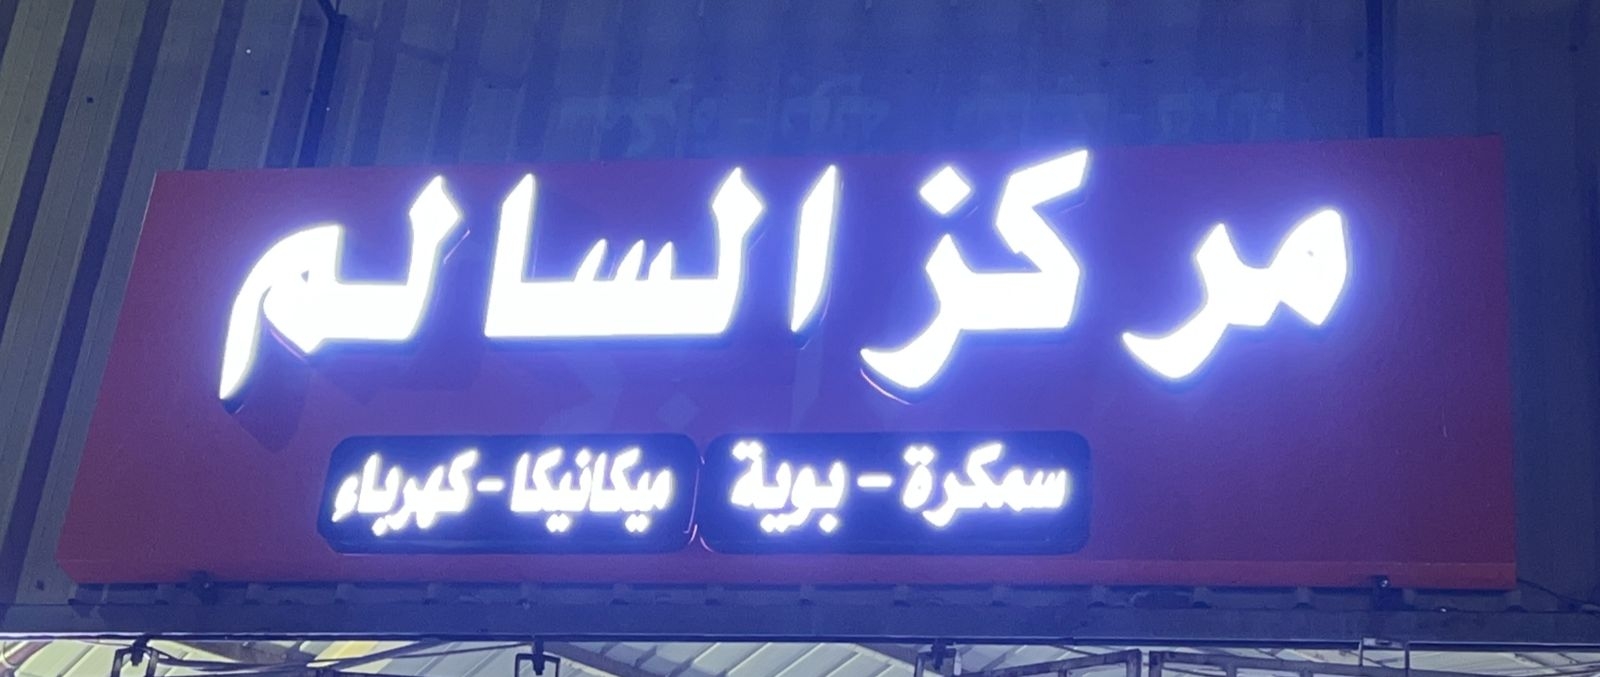 مركز السالم
سمكرة - بوية ميكانيكا - كهرباء